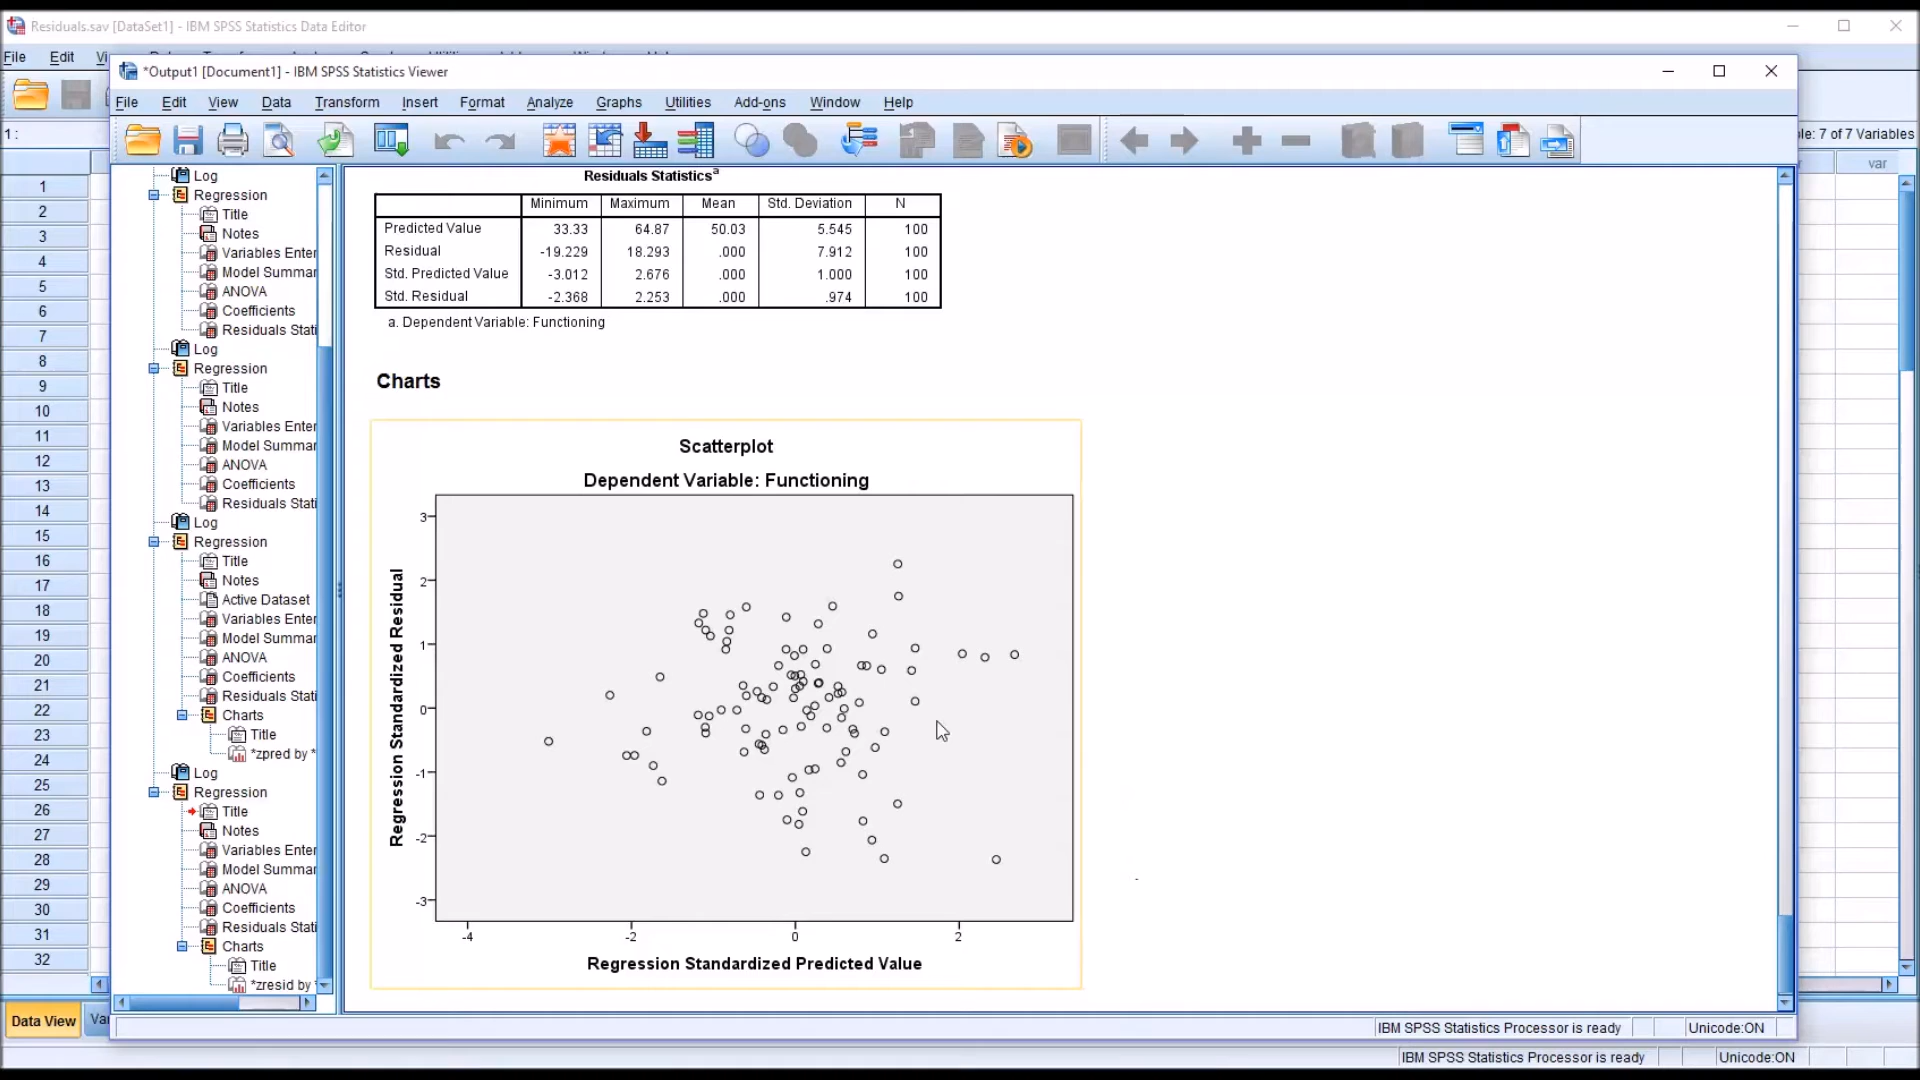 Residuals.sav [DataSet1] - IBM SPSS Statistics Data Editor
File Edit
*Output1 [Document1] - IBM SPSS Statistics Viewer
File Edit View Data Transform Insert Format Analyze Graphs Utilities Add-ons Window Help
1 :
7 of 7 Variables
var
1
2
3
4
5
6
7
8
9
10
11
12
13
14
15
16
17
18
19
20
21
22
23
24
25
26
27
28
29
30
31
32
Log
Regression
Title
Notes
Variables Enter
Model Summar
ANOVA
Coefficients
Residuals Stati
Log
Regression
Title
Notes
Variables Enter
Model Summar
ANOVA
Coefficients
Residuals Stati
Log
Regression
Title
Notes
Active Dataset
Variables Enter
Model Summar
ANOVA
Coefficients
Residuals Stati
Charts
Title
*zpred by *
Log
Regression
Title
Notes
Variables Enter
Model Summar
ANOVA
Coefficients
Residuals Stati
Charts
Title
*zresid by *
Residuals Statisticsa
Minimum Maximum Mean Std. Deviation N
Predicted Value 33.33 64.87 50.03 5.545 100
Residual -19.229 18.293 .000 7.912 100
Std. Predicted Value -3.012 2.676 .000 1.000 100
Std. Residual -2.368 2.253 .000 .974 100
a. Dependent Variable: Functioning
Charts
Scatterplot
Dependent Variable: Functioning
Regression Standardized Residual
3
2
1
0
-1
-2
-3
-4 -2 0 2
Regression Standardized Predicted Value
Data View
IBM SPSS Statistics Processor is ready Unicode:ON
IBM SPSS Statistics Processor is ready Unicode:ON